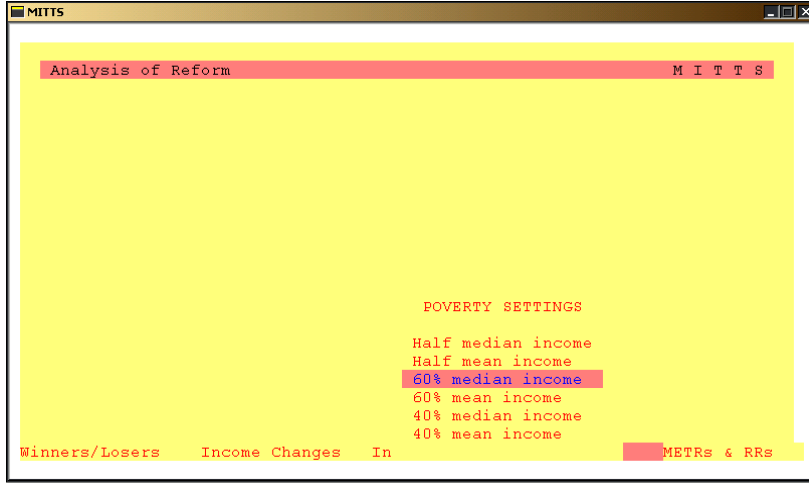 MITTS
Analysis of Reform M I T T S
POVERTY SETTINGS
Half median income
Half mean income
60% median income
60% mean income
40% median income
40% mean income
Winners/Losers Income Changes In METRs & RRs